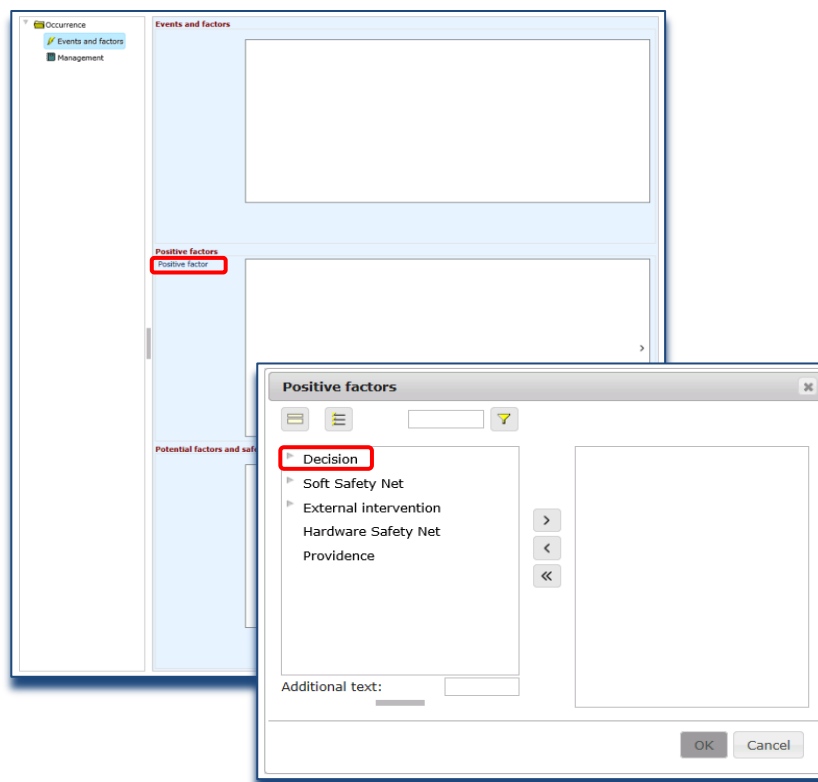 Occurrence
Events and factors
Management
Events and factors
Positive factors
Positive factor
Potential factors and
Positive factors
Decision
Soft Safety Net
External intervention
Hardware Safety Net
Providence
Additional text:
OK
Cancel